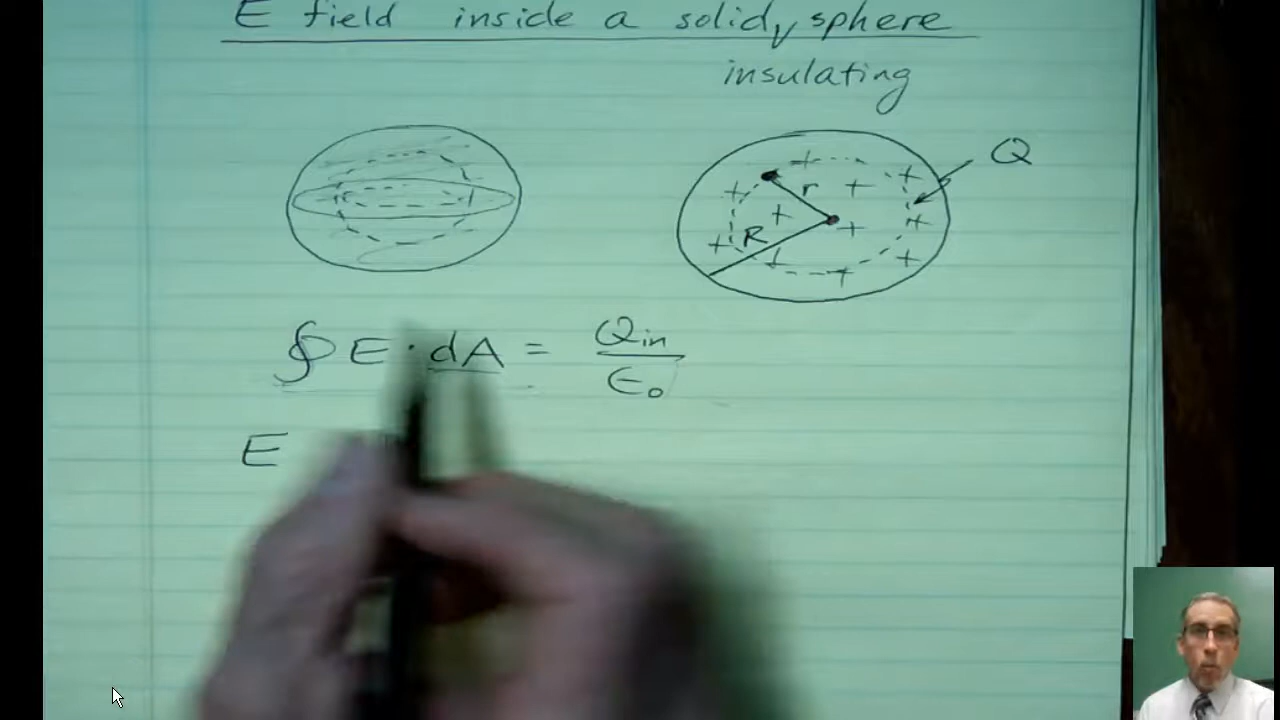 E field inside a solid sphere
insulating
Q
r
R
∮ E · dA = Qin / ε₀
E